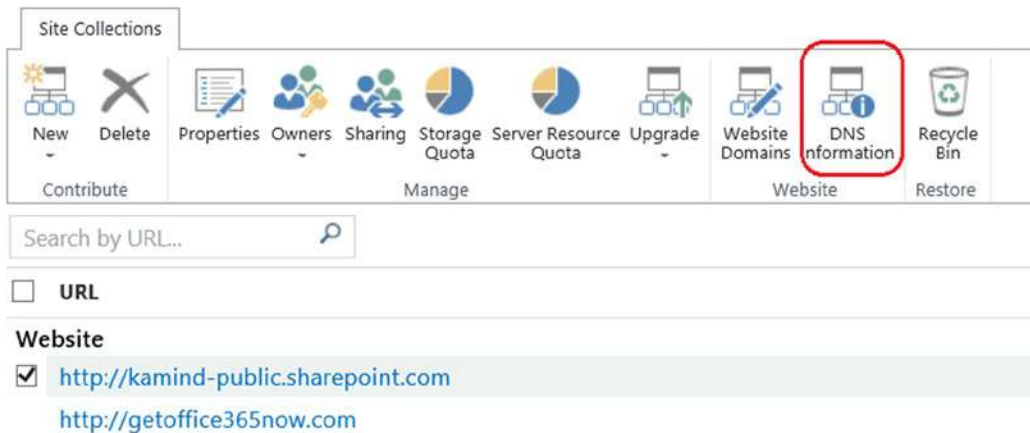 Site Collections
New Delete Properties Owners Sharing Storage Quota Server Resource Quota Upgrade Website Domains DNS Information Recycle Bin
Contribute Manage Website Restore
Search by URL...
URL
Website
http://kamind-public.sharepoint.com
http://getoffice365now.com